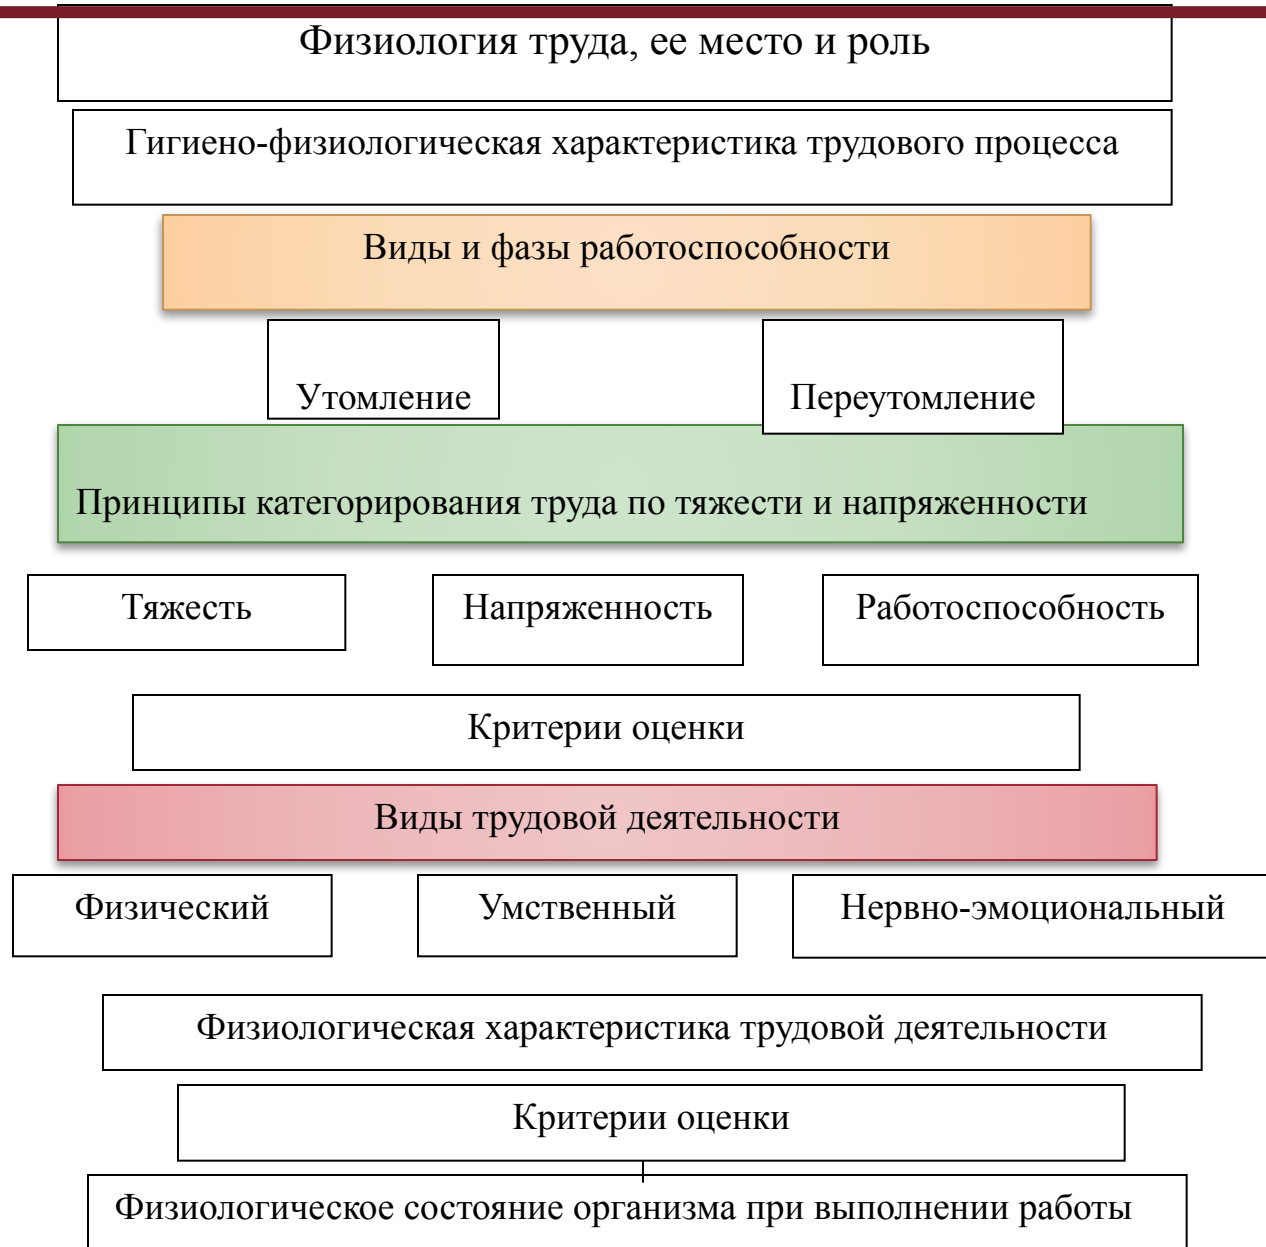 Физиология труда, ее место и роль
Гигиено-физиологическая характеристика трудового процесса
Виды и фазы работоспособности
Утомление
Переутомление
Принципы категорирования труда по тяжести и напряженности
Тяжесть
Напряженность
Работоспособность
Критерии оценки
Виды трудовой деятельности
Физический
Умственный
Нервно-эмоциональный
Физиологическая характеристика трудовой деятельности
Критерии оценки
Физиологическое состояние организма при выполнении работы